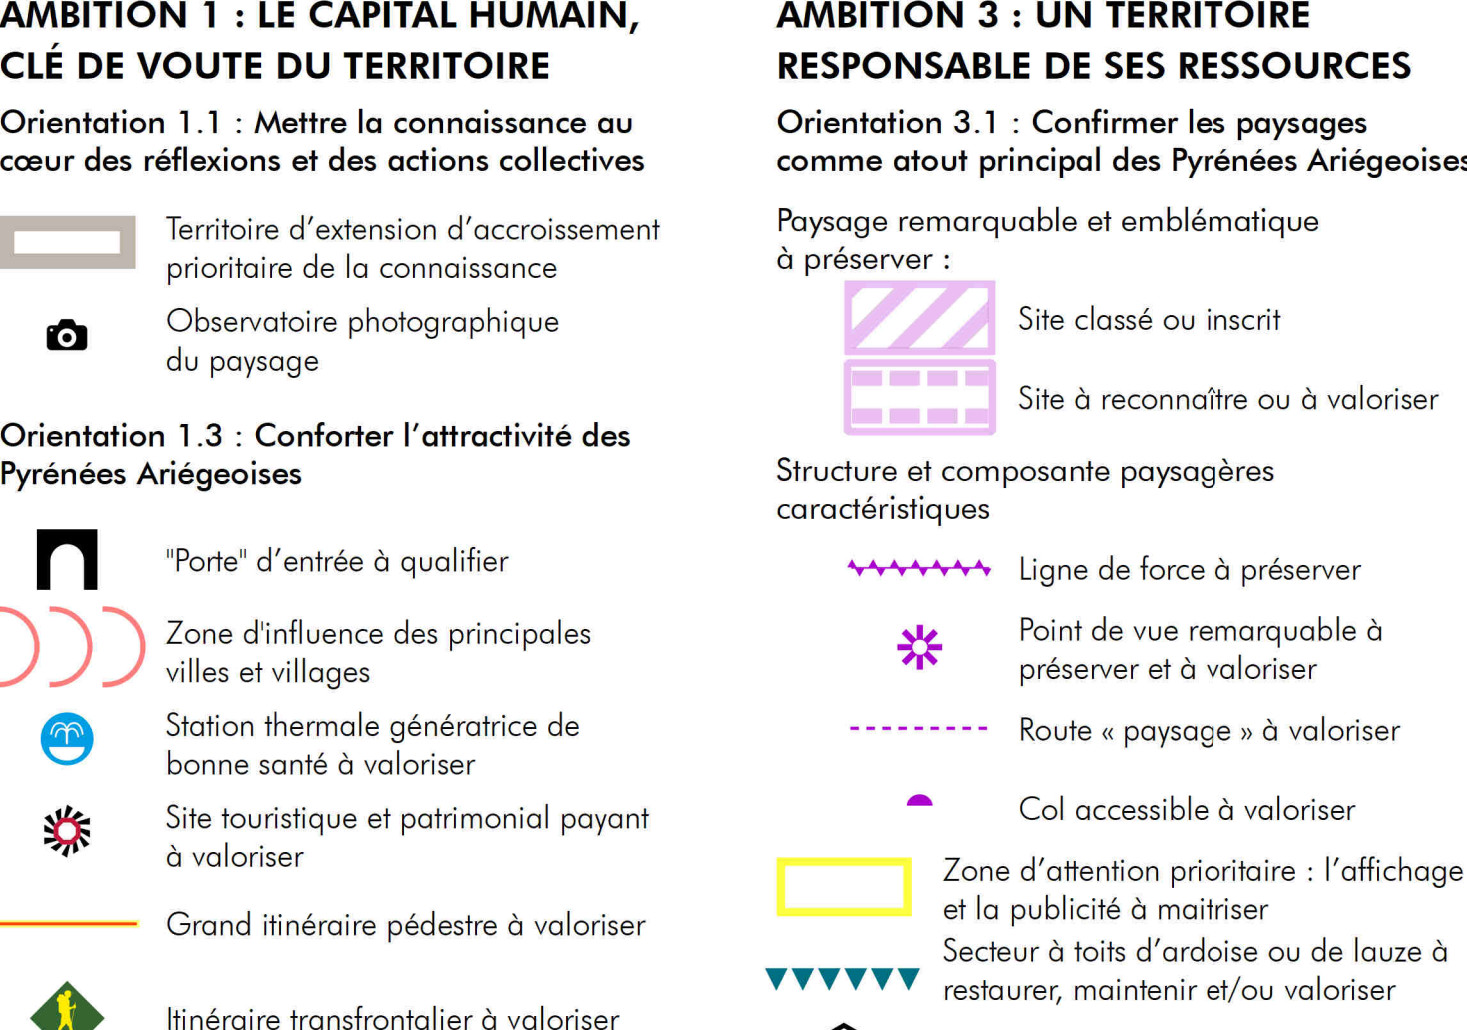 AMBITION 1 : LE CAPITAL HUMAIN,
CLÉ DE VOUTE DU TERRITOIRE
Orientation 1.1 : Mettre la connaissance au
cœur des réflexions et des actions collectives
Territoire d’extension d’accroissement
prioritaire de la connaissance
Observatoire photographique
du paysage
Orientation 1.3 : Conforter l’attractivité des
Pyrénées Ariégeoises
"Porte" d’entrée à qualifier
Zone d'influence des principales
villes et villages
Station thermale génératrice de
bonne santé à valoriser
Site touristique et patrimonial payant
à valoriser
Grand itinéraire pédestre à valoriser
Itinéraire transfrontalier à valoriser
AMBITION 3 : UN TERRITOIRE
RESPONSABLE DE SES RESSOURCES
Orientation 3.1 : Confirmer les paysages
comme atout principal des Pyrénées Ariégeoises
Paysage remarquable et emblématique
à préserver :
Site classé ou inscrit
Site à reconnaître ou à valoriser
Structure et composante paysagères
caractéristiques
Ligne de force à préserver
Point de vue remarquable à
préserver et à valoriser
Route « paysage » à valoriser
Col accessible à valoriser
Zone d’attention prioritaire : l’affichage
et la publicité à maitriser
Secteur à toits d’ardoise ou de lauze à
restaurer, maintenir et/ou valoriser